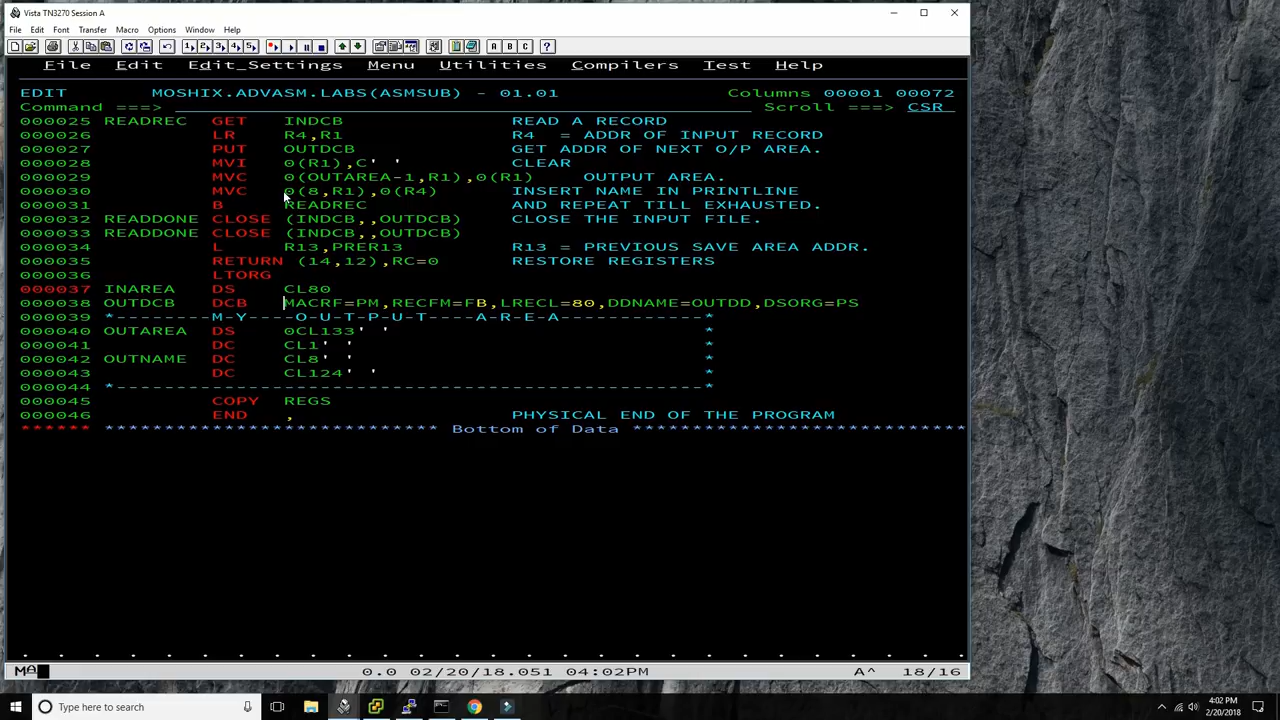 Vista TN3270 Session A
File Edit Font Transfer Macro Options Window Help
File Edit Edit_Settings Menu Utilities Compilers Test Help
EDIT MOSHIX.ADVASM.LABS(ASMSUB) - 01.01 Columns 00001 00072
Command ===> Scroll ===> CSR
000025 READREC GET INDCB READ A RECORD
000026 LR R4,R1 R4 = ADDR OF INPUT RECORD
000027 PUT OUTDCB GET ADDR OF NEXT O/P AREA.
000028 MVI 0(R1),C' ' CLEAR
000029 MVC 0(OUTAREA-1,R1),0(R1) OUTPUT AREA.
000030 MVC 0(8,R1),0(R4) INSERT NAME IN PRINTLINE
000031 B READREC AND REPEAT TILL EXHAUSTED.
000032 READDONE CLOSE (INDCB,,OUTDCB) CLOSE THE INPUT FILE.
000033 READDONE CLOSE (INDCB,,OUTDCB)
000034 L R13,PRER13 R13 = PREVIOUS SAVE AREA ADDR.
000035 RETURN (14,12),RC=0 RESTORE REGISTERS
000036 LTORG
000037 INAREA DS CL80
000038 OUTDCB DCB MACRF=PM,RECFM=FB,LRECL=80,DDNAME=OUTDD,DSORG=PS
000039 *--------M-Y----O-U-T-P-U-T----A-R-E-A------------*
000040 OUTAREA DS 0CL133' ' *
000041 DC CL1' ' *
000042 OUTNAME DC CL8' ' *
000043 DC CL124' ' *
000044 *--------------------------------------------------*
000045 COPY REGS
000046 END , PHYSICAL END OF THE PROGRAM
****** **************************** Bottom of Data ****************************
MA 0.0 02/20/18.051 04:02PM A^ 18/16
Type here to search
4:02 PM
2/20/2018